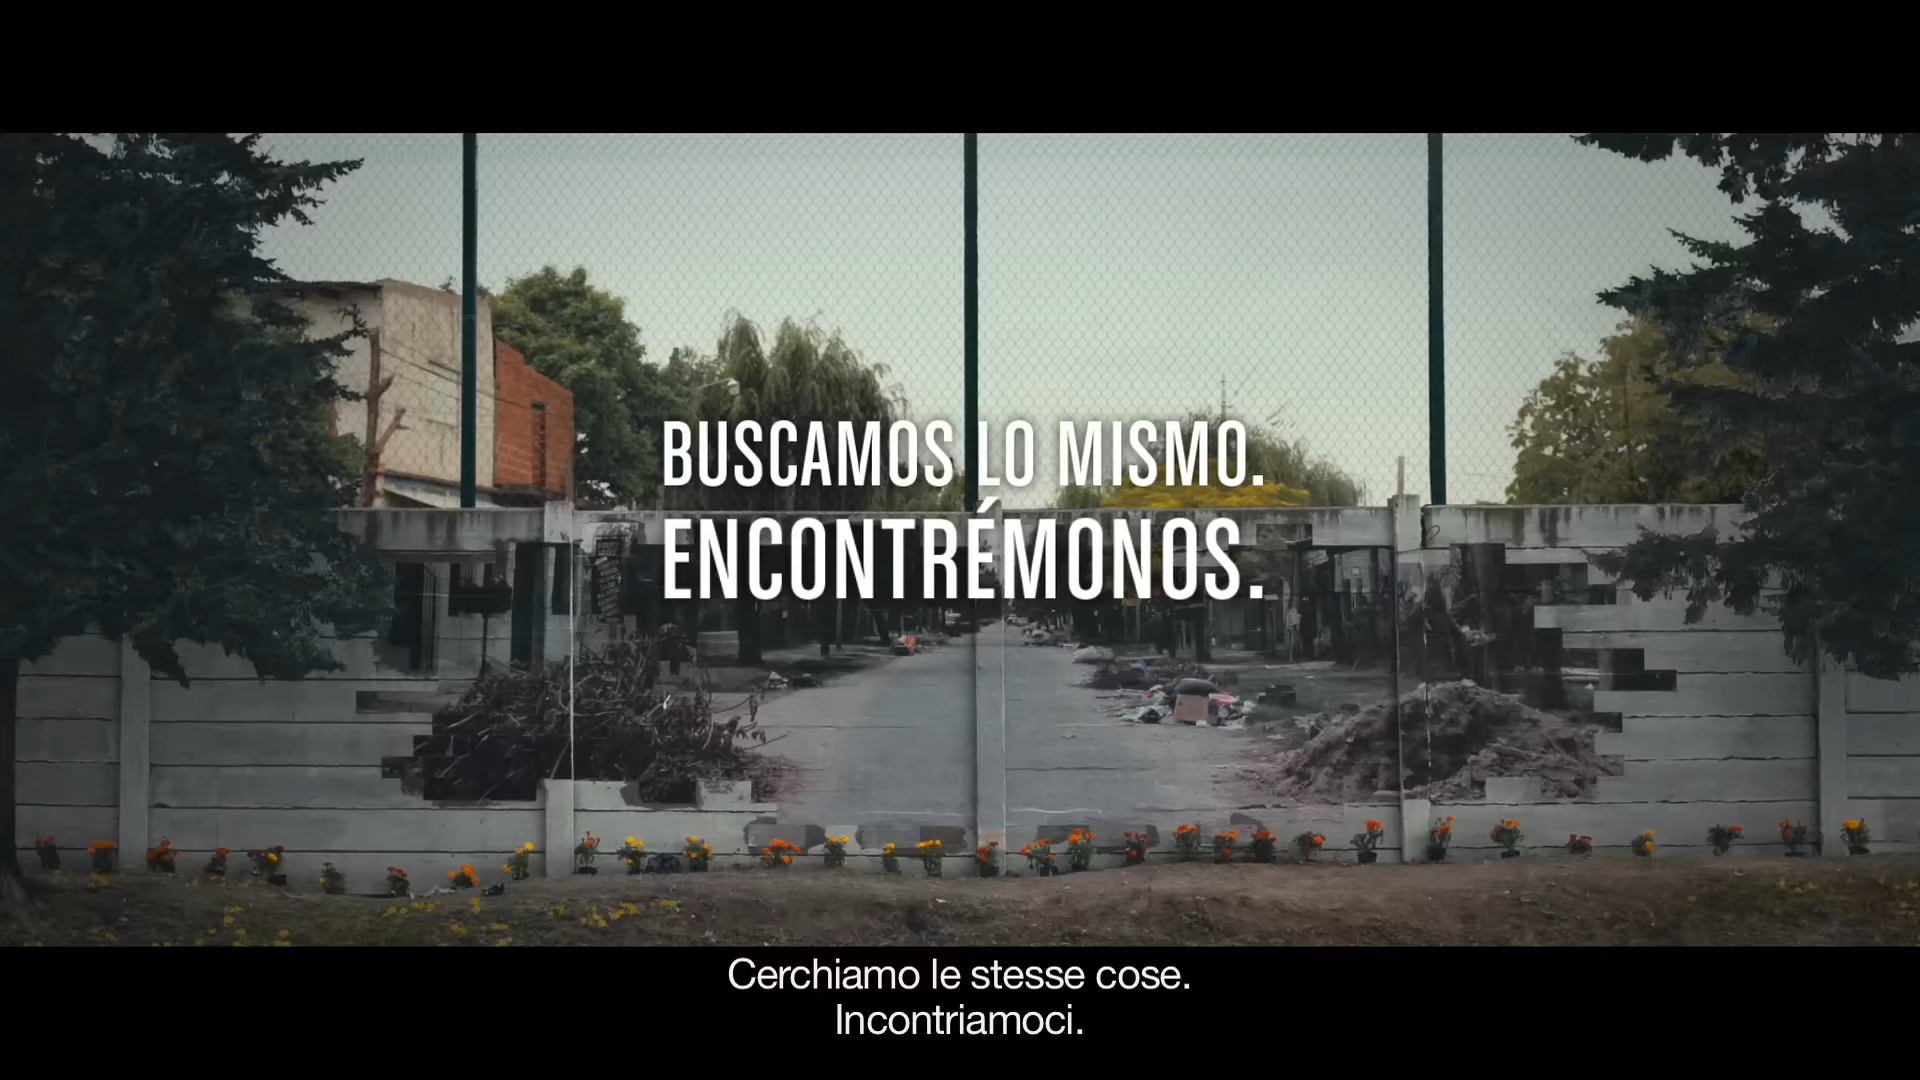 BUSCAMOS LO MISMO.
ENCONTRÉMONOS.
Cerchiamo le stesse cose.
Incontriamoci.